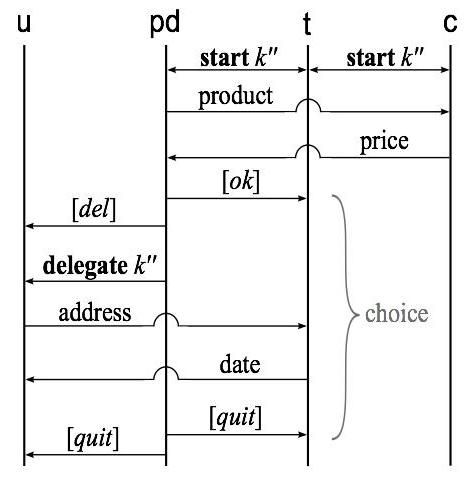 u pd t c
start k″ start k″
product
price
[ok]
[del]
delegate k″
address
choice
date
[quit]
[quit]